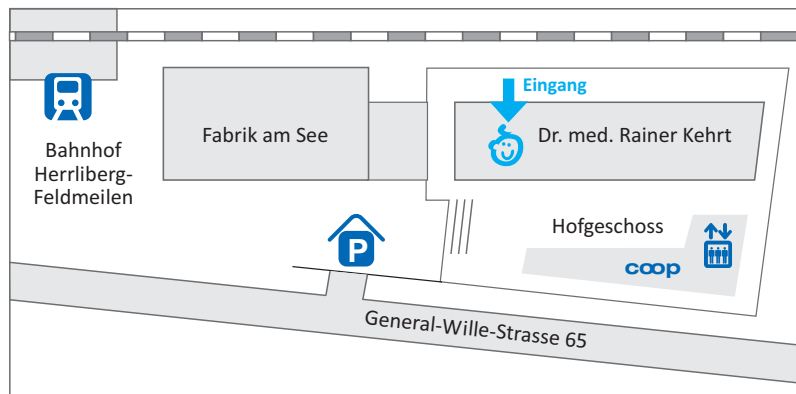 Eingang
Fabrik am See
Dr. med. Rainer Kehrt
Bahnhof
Herrliberg-
Feldmeilen
Hofgeschoss
P
coop
General-Wille-Strasse 65